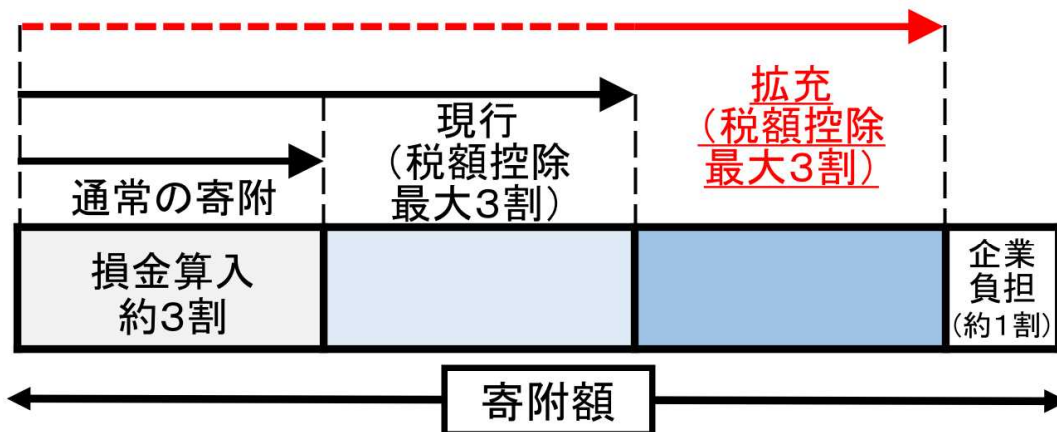 現行
(税額控除
最大3割)
拡充
(税額控除
最大3割)
通常の寄附
損金算入
約3割
企業
負担
(約1割)
寄附額